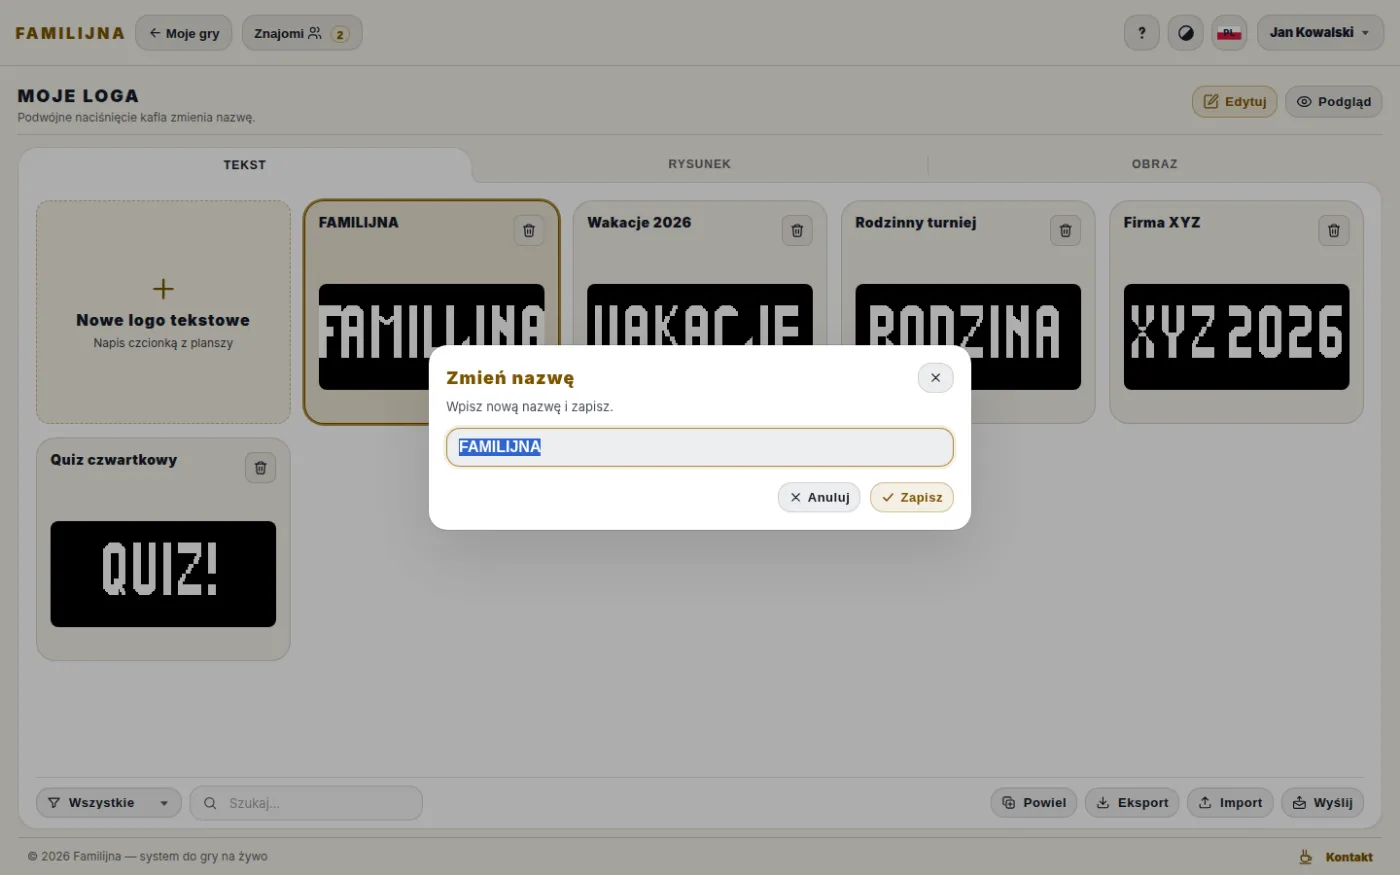 FAMILIJNA
Moje gry
Znajomi 2
?
PL
Jan Kowalski
MOJE LOGA
Podwójne naciśnięcie kafla zmienia nazwę.
Edytuj
Podgląd
TEKST
RYSUNEK
OBRAZ
Nowe logo tekstowe
Napis czcionką z planszy
FAMILIJNA
FAMILIJNA
Wakacje 2026
WAKACJE
Rodzinny turniej
RODZINA
Firma XYZ
XYZ 2026
Zmień nazwę
Wpisz nową nazwę i zapisz.
FAMILIJNA
Anuluj
Zapisz
Quiz czwartkowy
QUIZ!
Wszystkie
Szukaj...
Powiel
Eksport
Import
Wyślij
© 2026 Familijna — system do gry na żywo
Kontakt